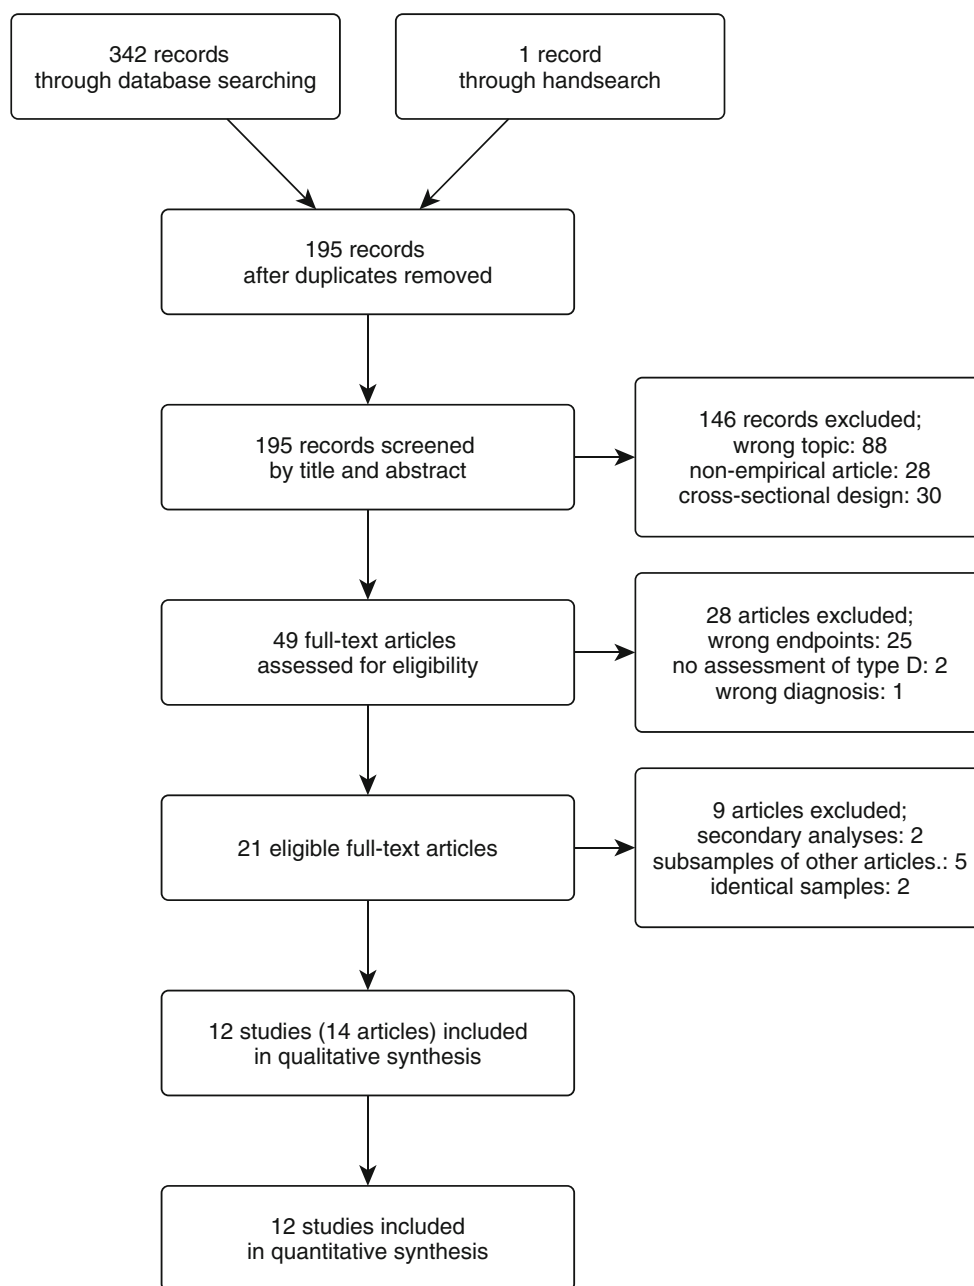 342 records
through database searching
1 record
through handsearch
195 records
after duplicates removed
195 records screened
by title and abstract
146 records excluded;
wrong topic: 88
non-empirical article: 28
cross-sectional design: 30
49 full-text articles
assessed for eligibility
28 articles excluded;
wrong endpoints: 25
no assessment of type D: 2
wrong diagnosis: 1
21 eligible full-text articles
9 articles excluded;
secondary analyses: 2
subsamples of other articles.: 5
identical samples: 2
12 studies (14 articles) included
in qualitative synthesis
12 studies included
in quantitative synthesis